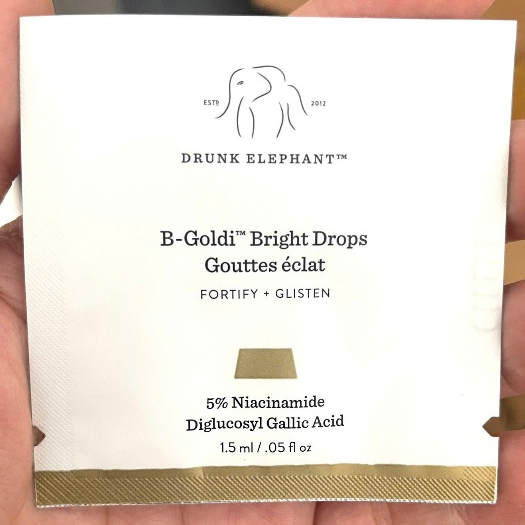 ESTD 2012
DRUNK ELEPHANT™
B-Goldi™ Bright Drops
Gouttes éclat
FORTIFY + GLISTEN
5% Niacinamide
Diglucosyl Gallic Acid
1.5 ml / .05 fl oz